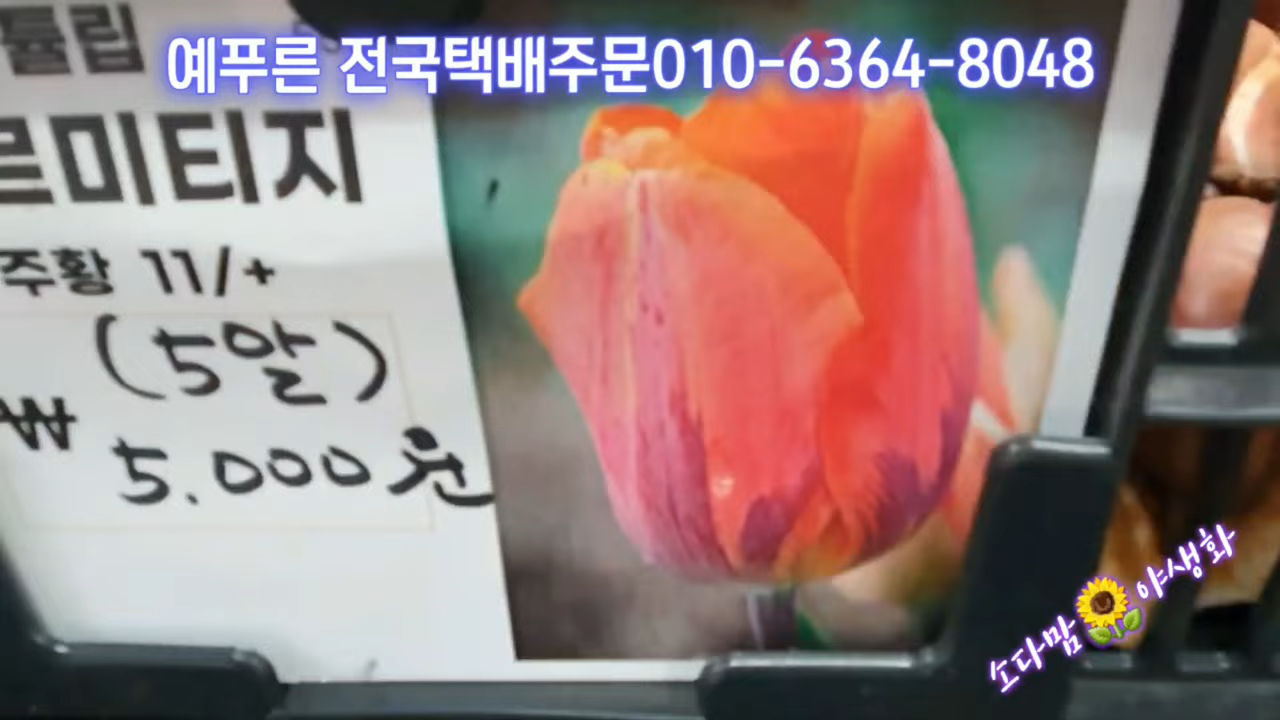 예푸른 전국택배주문010-6364-8048
튤립
르미티지
주황 11/+
(5알)
₩ 5.000원
소다맘🌻야생화